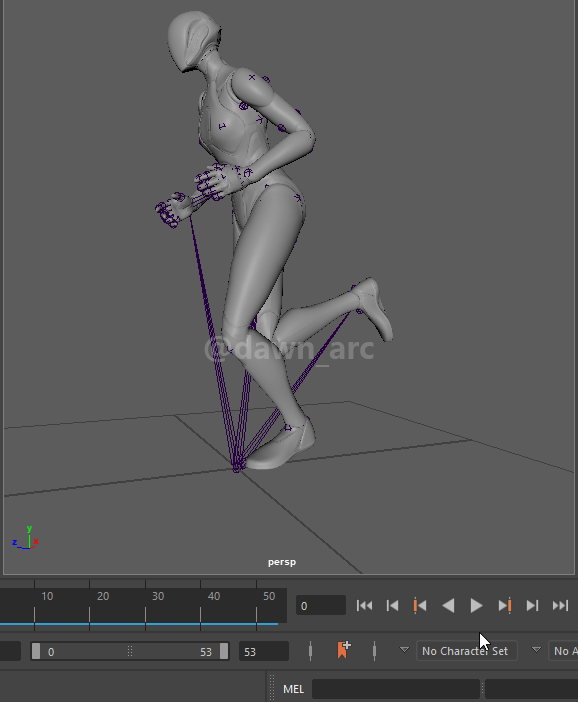 @dawn_arc
y
z
x
persp
10 20 30 40 50
0
0 53 53
No Character Set No A
MEL